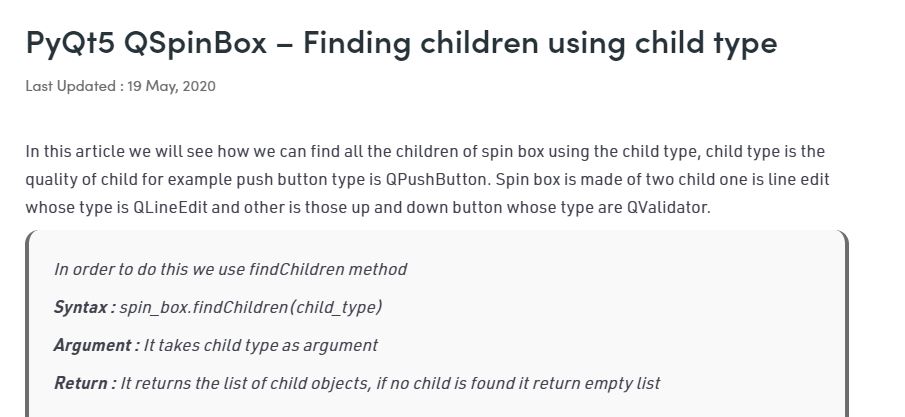 PyQt5 QSpinBox – Finding children using child type
Last Updated : 19 May, 2020
In this article we will see how we can find all the children of spin box using the child type, child type is the
quality of child for example push button type is QPushButton. Spin box is made of two child one is line edit
whose type is QLineEdit and other is those up and down button whose type are QValidator.
In order to do this we use findChildren method
Syntax : spin_box.findChildren(child_type)
Argument : It takes child type as argument
Return : It returns the list of child objects, if no child is found it return empty list